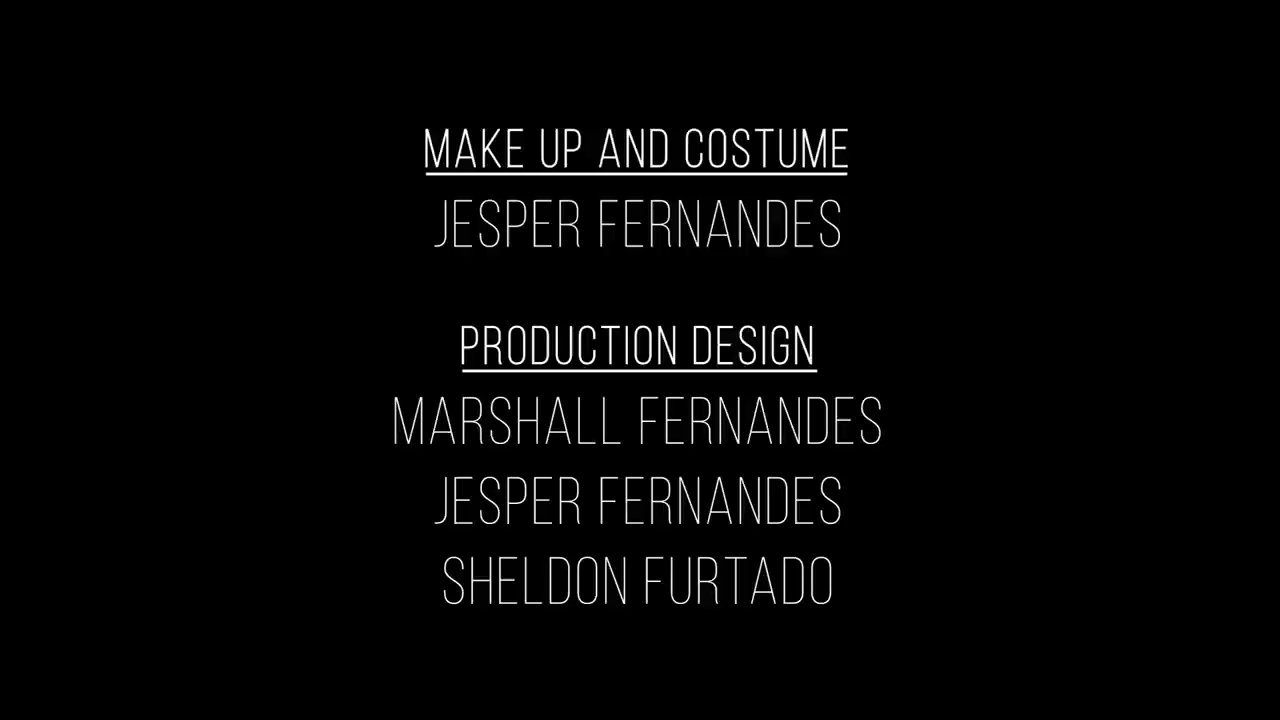 MAKE UP AND COSTUME
JESPER FERNANDES
PRODUCTION DESIGN
MARSHALL FERNANDES
JESPER FERNANDES
SHELDON FURTADO